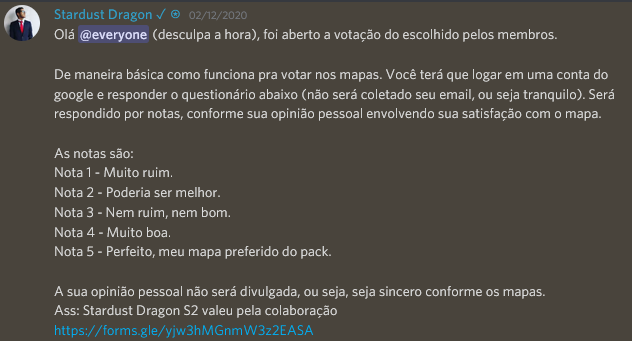 Stardust Dragon ✓ 02/12/2020
Olá @everyone (desculpa a hora), foi aberto a votação do escolhido pelos membros.
De maneira básica como funciona pra votar nos mapas. Você terá que logar em uma conta do
google e responder o questionário abaixo (não será coletado seu email, ou seja tranquilo). Será
respondido por notas, conforme sua opinião pessoal envolvendo sua satisfação com o mapa.
As notas são:
Nota 1 - Muito ruim.
Nota 2 - Poderia ser melhor.
Nota 3 - Nem ruim, nem bom.
Nota 4 - Muito boa.
Nota 5 - Perfeito, meu mapa preferido do pack.
A sua opinião pessoal não será divulgada, ou seja, seja sincero conforme os mapas.
Ass: Stardust Dragon S2 valeu pela colaboração
https://forms.gle/yjw3hMGnmW3z2EASA